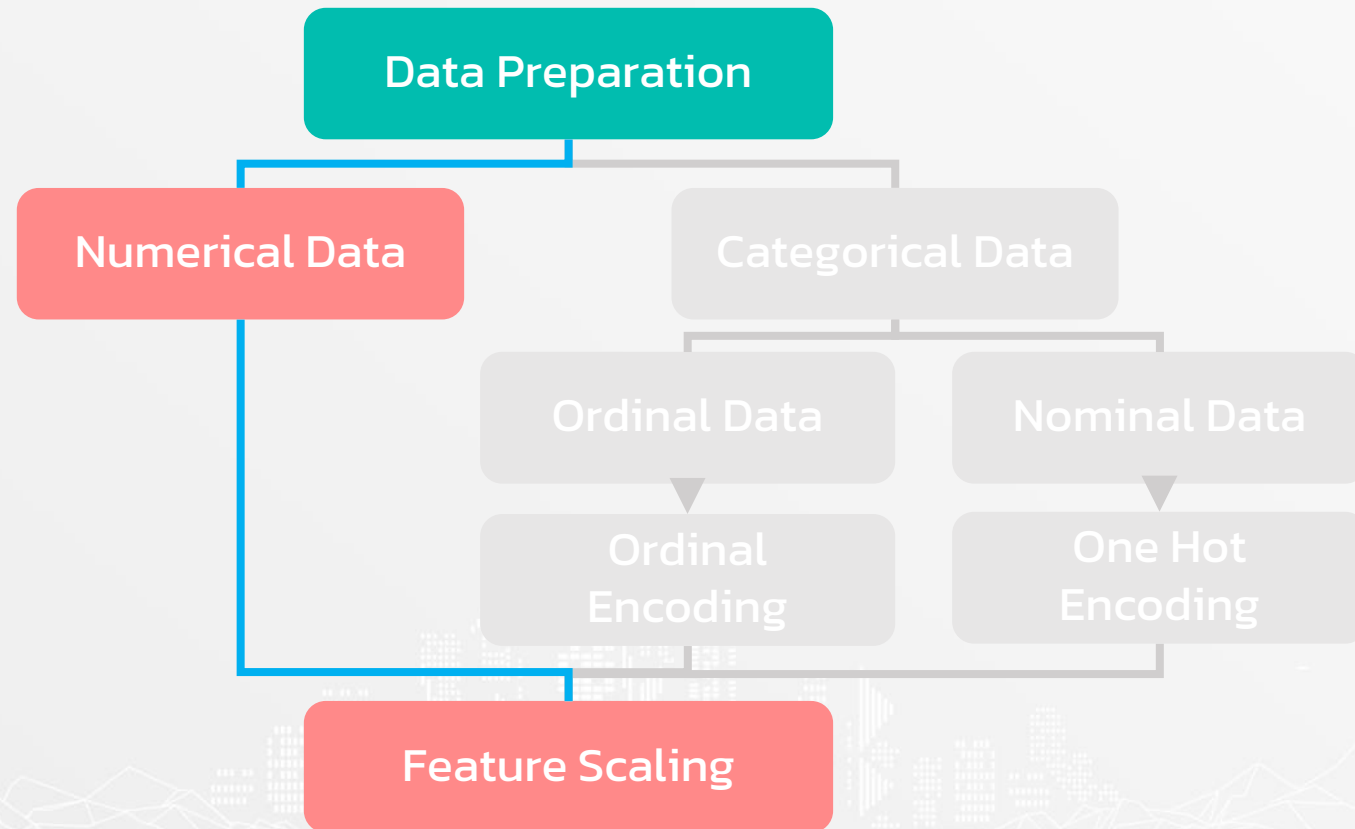 Data Preparation
Numerical Data
Categorical Data
Ordinal Data
Nominal Data
Ordinal
Encoding
One Hot
Encoding
Feature Scaling